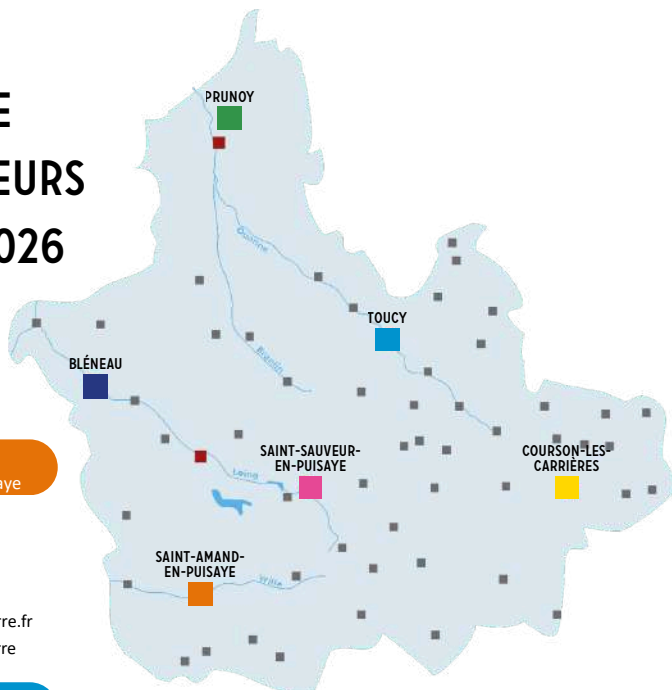 E
EURS
026
PRUNOY
Ouanne
TOUCY
Branlin
BLÉNEAU
SAINT-SAUVEUR-
EN-PUISAYE
COURSON-LES-
CARRIÈRES
Loing
aye
SAINT-AMAND-
EN-PUISAYE
Vrille
rre.fr
rre